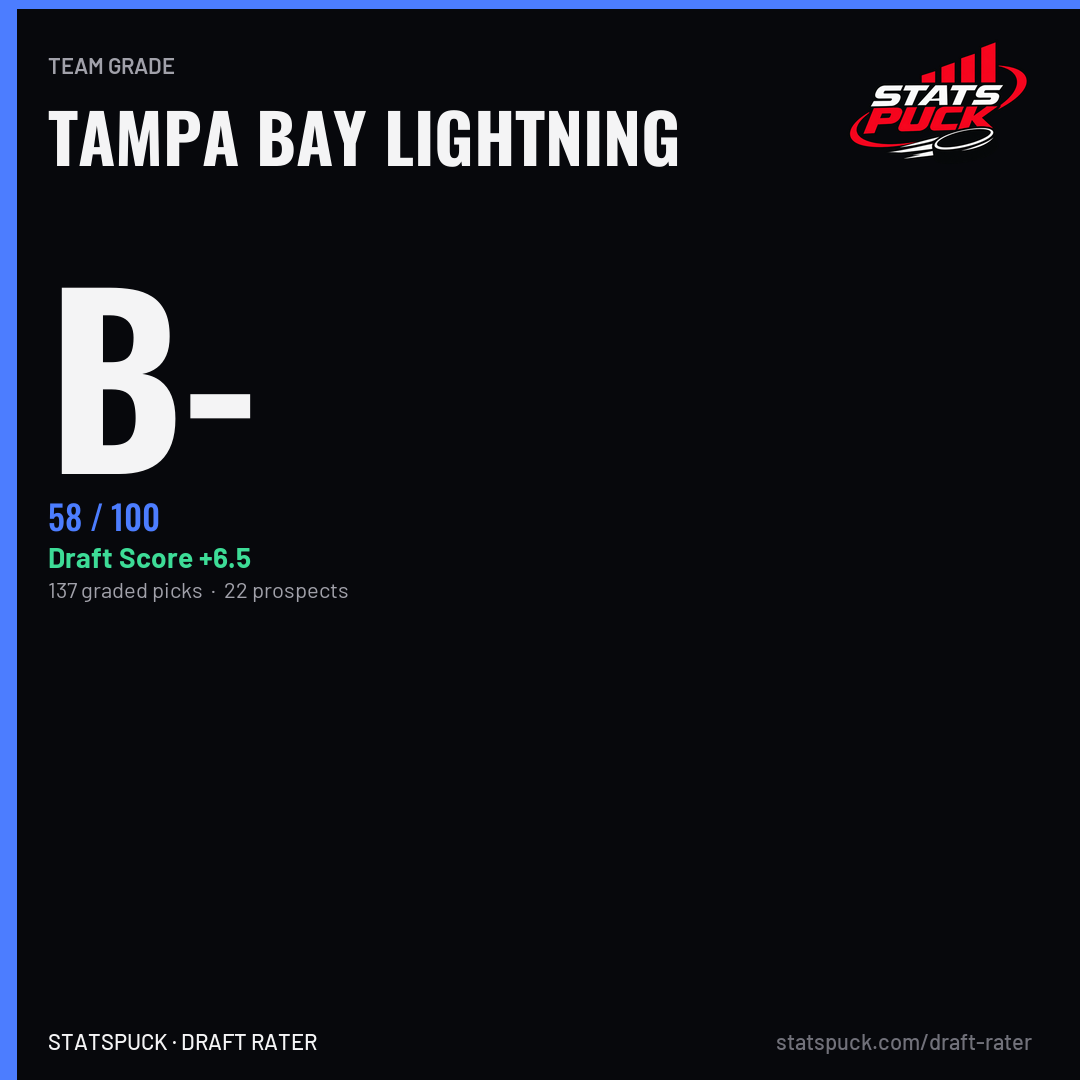 TEAM GRADE
TAMPA BAY LIGHTNING
STATS
PUCK
B-
58 / 100
Draft Score +6.5
137 graded picks · 22 prospects
STATSPUCK · DRAFT RATER
statspuck.com/draft-rater